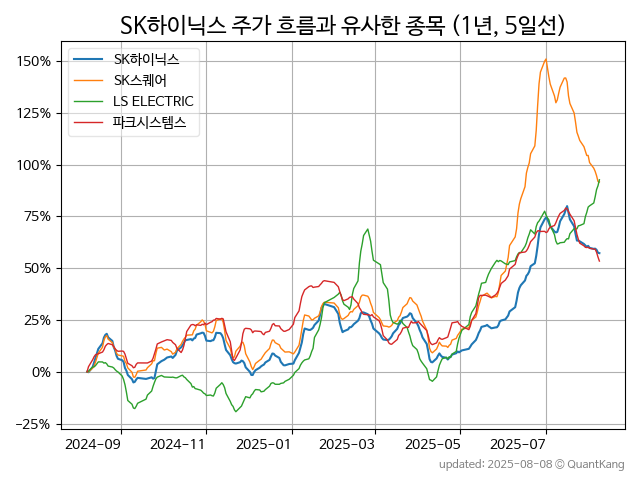 SK하이닉스 주가 흐름과 유사한 종목 (1년, 5일선)
SK하이닉스
SK스퀘어
LS ELECTRIC
파크시스템스
150%
125%
100%
75%
50%
25%
0%
−25%
2024-09
2024-11
2025-01
2025-03
2025-05
2025-07
updated: 2025-08-08 © QuantKang